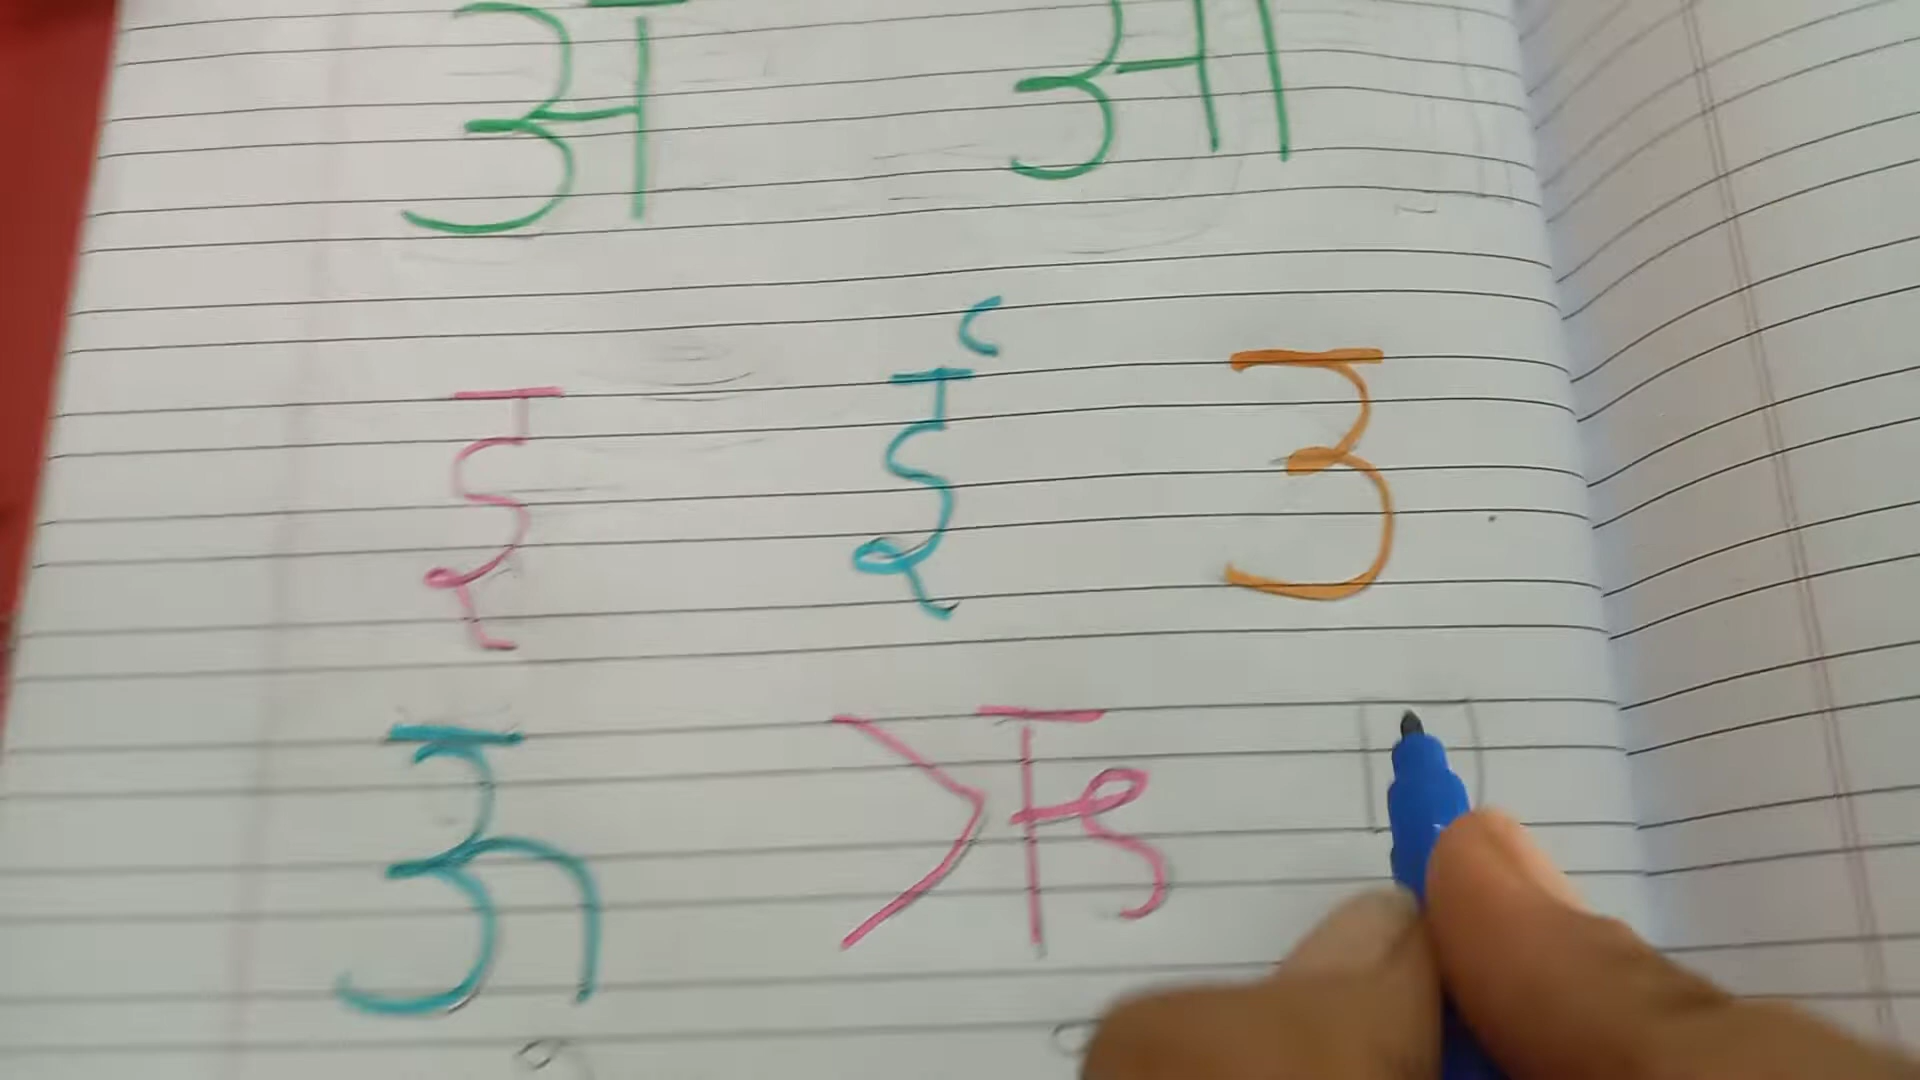 अ आ
इ ई उ
ऊ ऋ